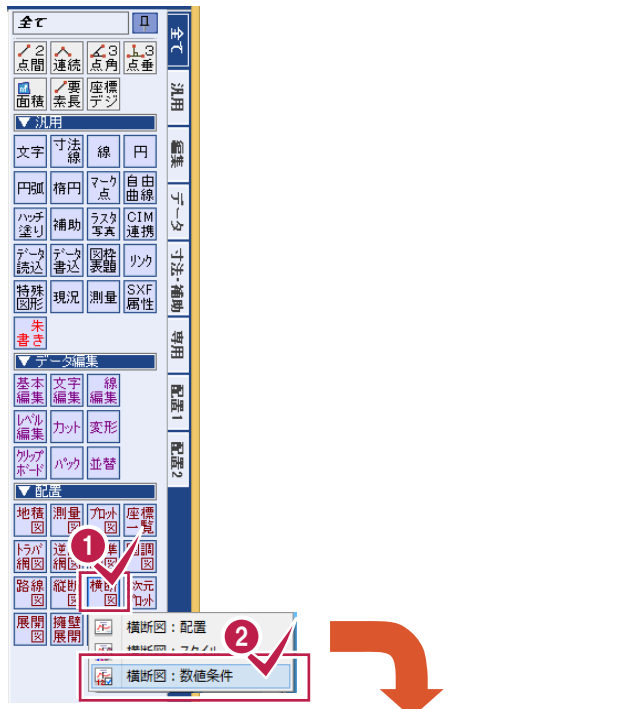 全て
2点間 連続 3点角 3点垂
面積 要素長 座標デジ
▼ 汎用
文字 寸法線 線 円
円弧 楕円 マーク点 自由曲線
ハッチ塗り 補助 ラスタ写真 CIM連携
データ読込 データ書込 図枠表題 リンク
特殊図形 現況 測量 SXF属性
朱書き
▼ データ編集
基本編集 文字編集 線編集
レベル編集 カット 変形
クリップボード パック 並替
▼ 配置
地積図 測量図 プロット図 座標一覧
トラバ網図
1
路線図 縦断図 横断図 次元プロット
展開図 擁壁展開
横断図：配置
2
横断図：スタイル
横断図：数値条件
全て
汎用
編集
データ
寸法・補助
専用
配置1
配置2